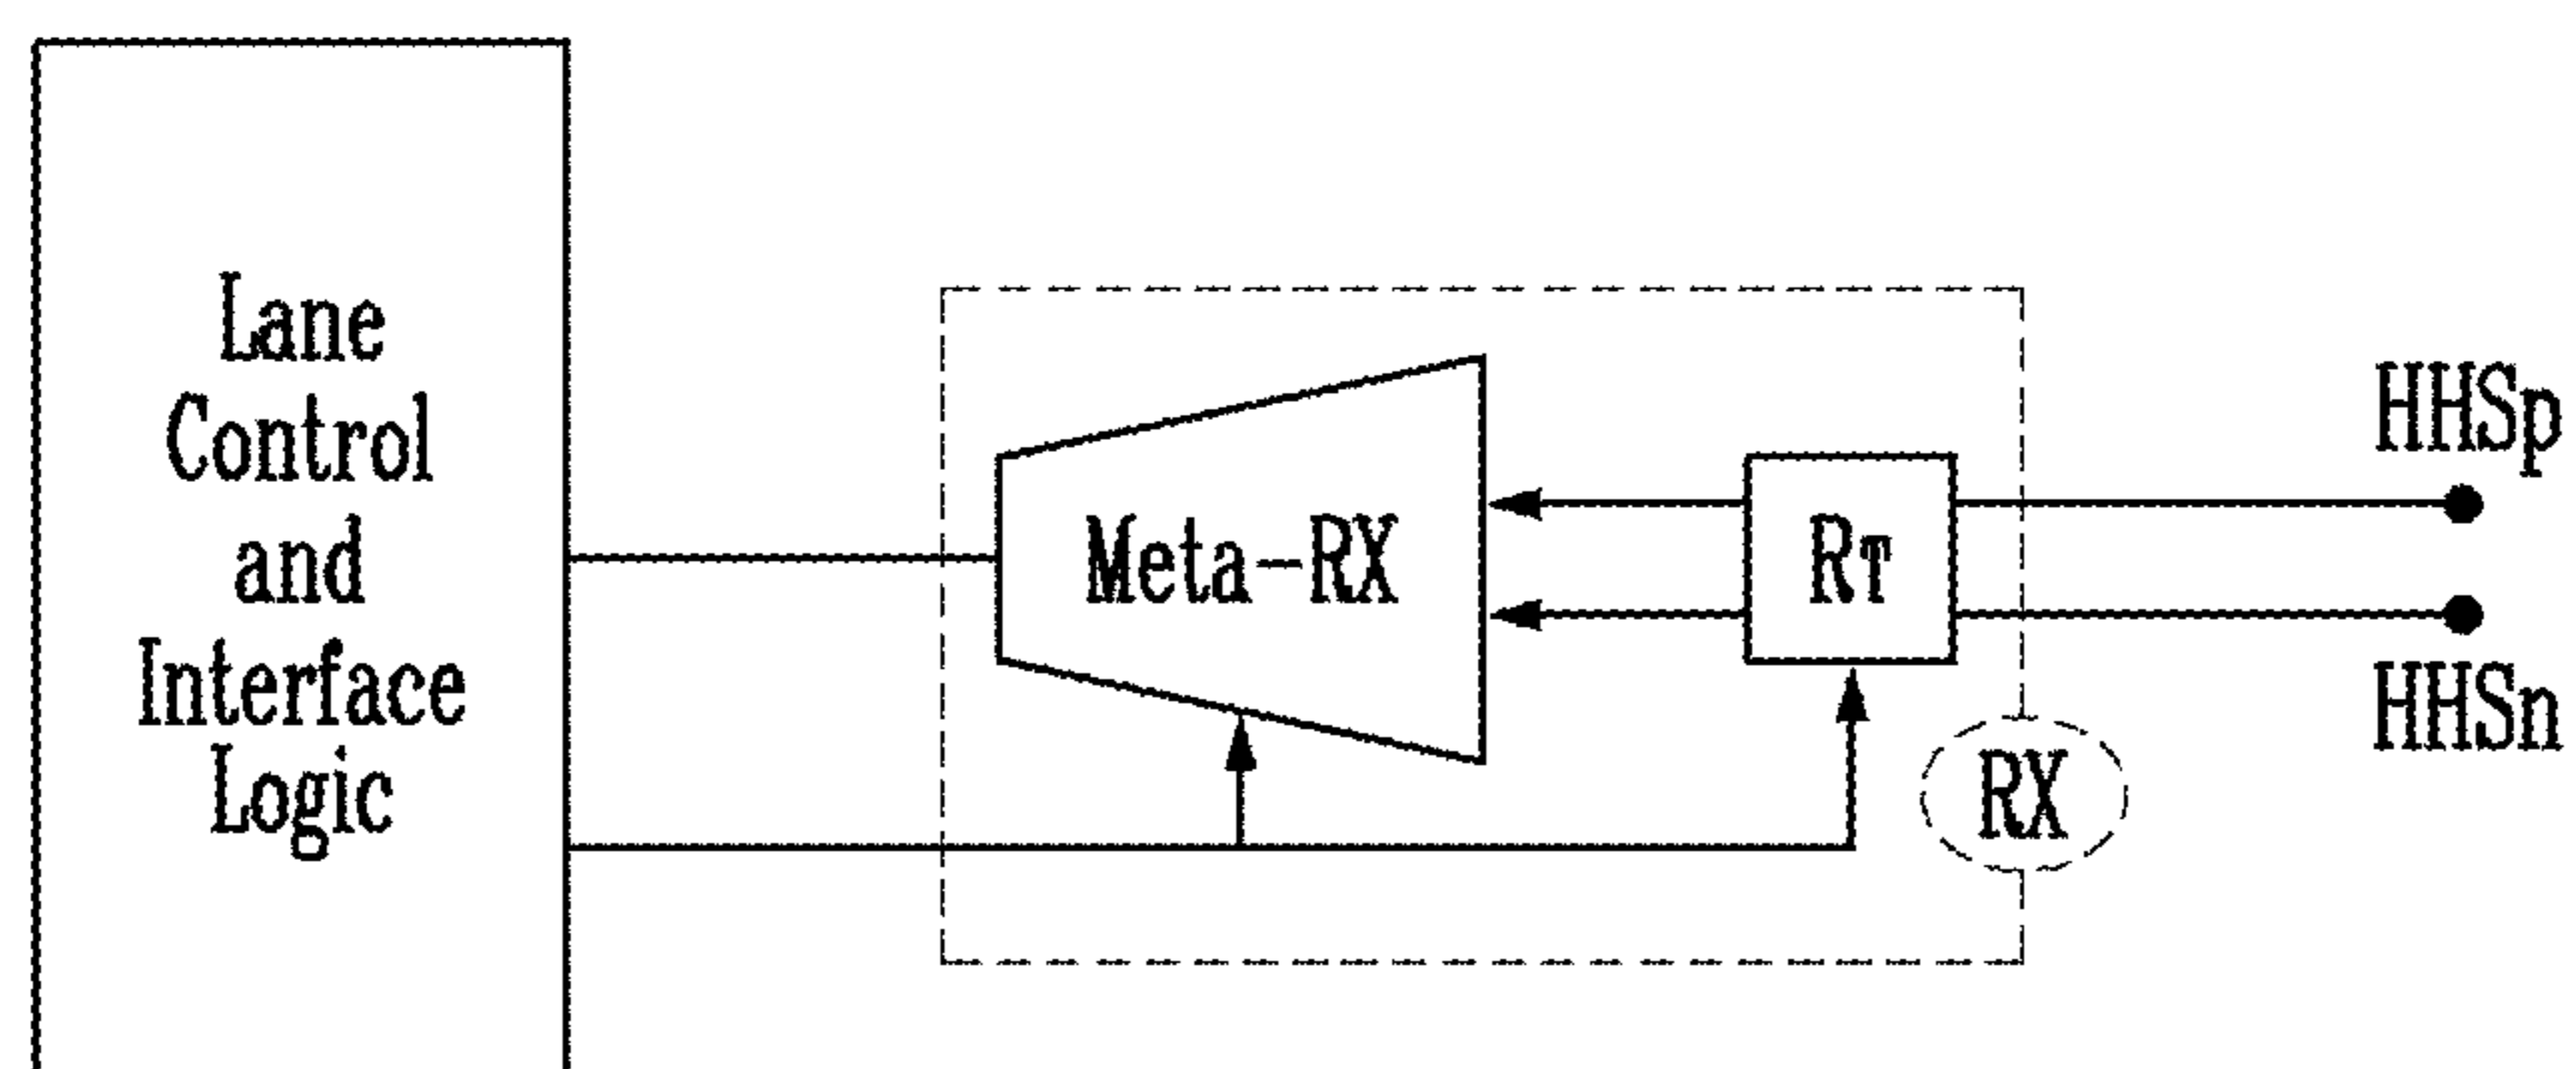 Lane
Control
and
Interface
Logic
Meta-RX
RT
HHSp
HHSn
RX